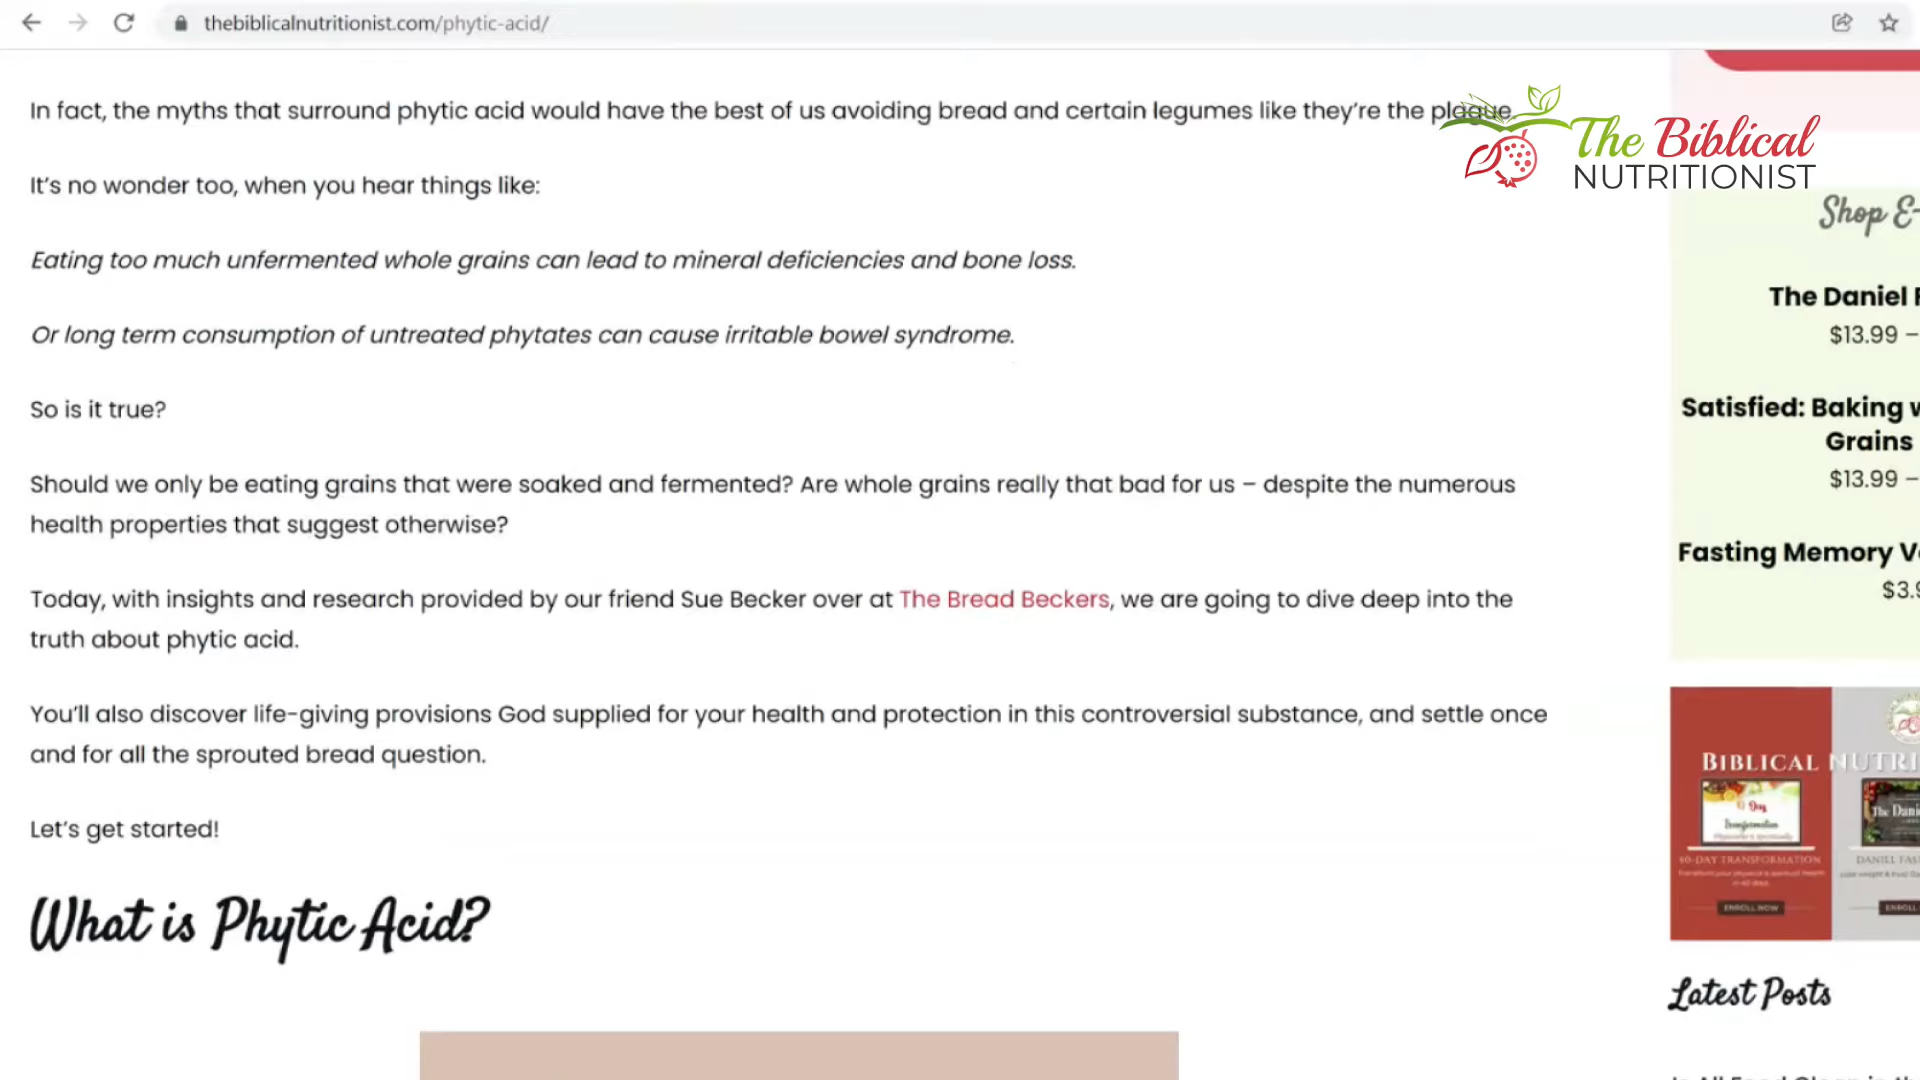 thebiblicalnutritionist.com/phytic-acid/
In fact, the myths that surround phytic acid would have the best of us avoiding bread and certain legumes like they're the plague.
The Biblical
NUTRITIONIST
It's no wonder too, when you hear things like:
Eating too much unfermented whole grains can lead to mineral deficiencies and bone loss.
Or long term consumption of untreated phytates can cause irritable bowel syndrome.
So is it true?
Should we only be eating grains that were soaked and fermented? Are whole grains really that bad for us – despite the numerous
health properties that suggest otherwise?
Today, with insights and research provided by our friend Sue Becker over at The Bread Beckers, we are going to dive deep into the
truth about phytic acid.
You'll also discover life-giving provisions God supplied for your health and protection in this controversial substance, and settle once
and for all the sprouted bread question.
Let's get started!
What is Phytic Acid?
Shop E-
The Daniel F
$13.99 –
Satisfied: Baking w
Grains
$13.99 –
Fasting Memory Ve
$3.9
BIBLICAL NUTRI
Day
Transformation
The Dani
-DAY TRANSFORMATION
DANIEL FAS
ENROLL NOW
ENROLL
Latest Posts